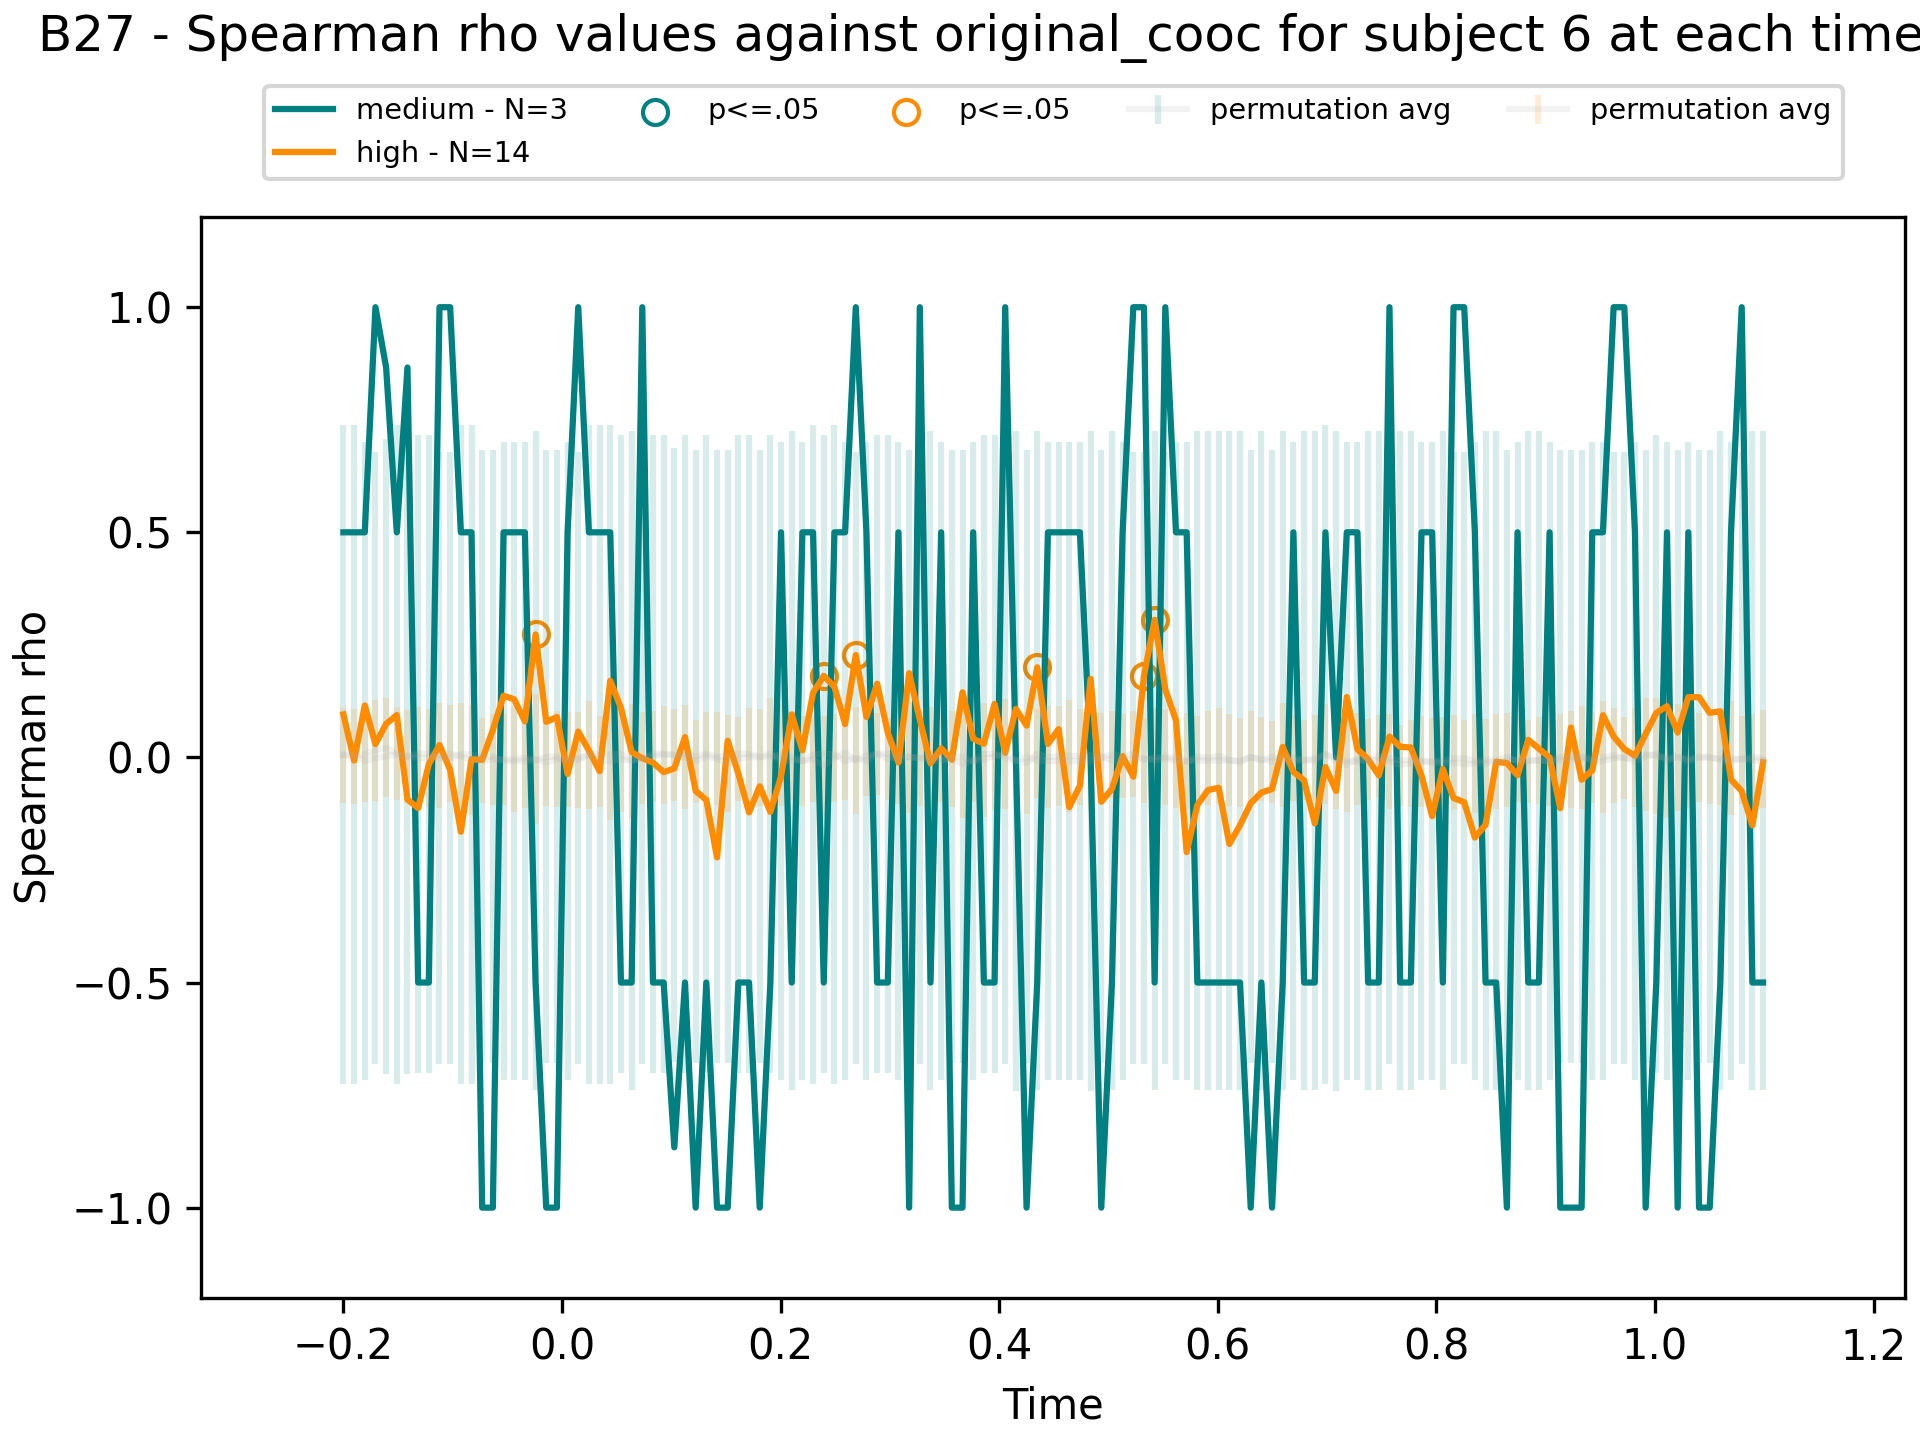 B27 - Spearman rho values against original_cooc for subject 6 at each time
medium - N=3
high - N=14
p<=.05
p<=.05
permutation avg
permutation avg
1.0
0.5
0.0
−0.5
−1.0
Spearman rho
−0.2
0.0
0.2
0.4
0.6
0.8
1.0
1.2
Time